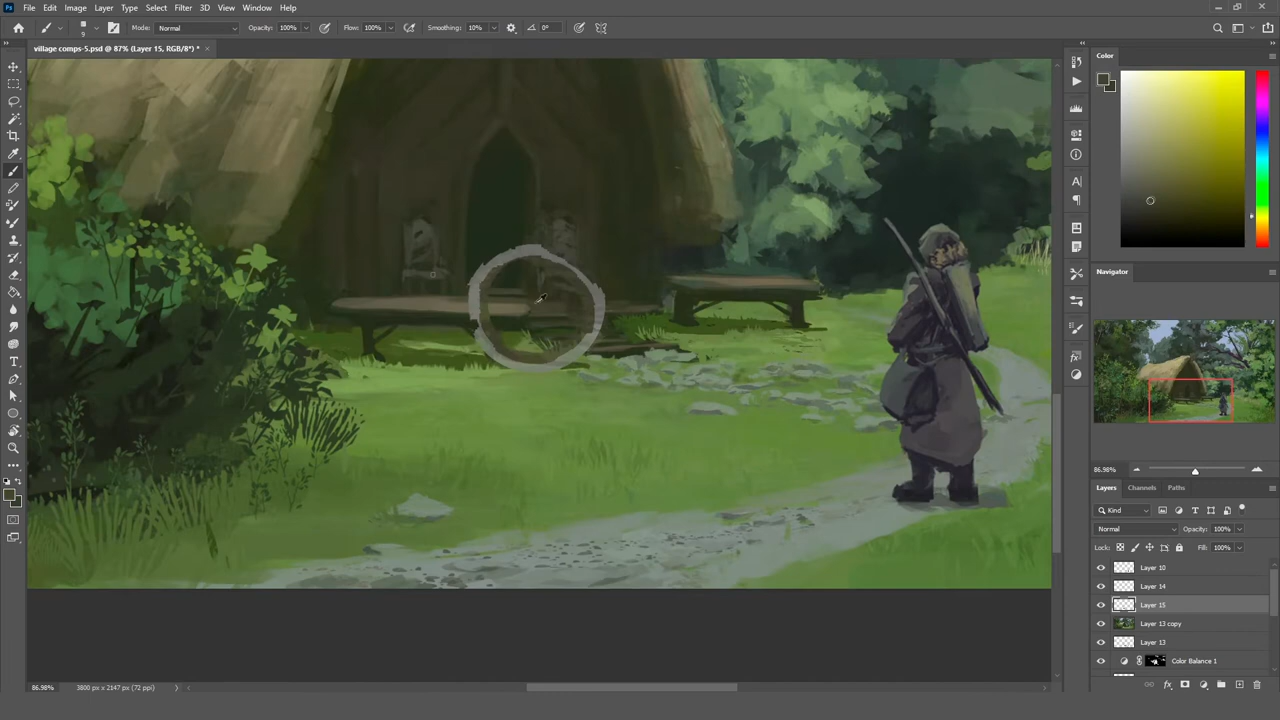 Ps File Edit Image Layer Type Select Filter 3D View Window Help
9 Mode: Normal Opacity: 100% Flow: 100% Smoothing: 10% 0°
village comps-5.psd @ 87% (Layer 15, RGB/8*) * ×
Color
Navigator
86.98%
Layers Channels Paths
Kind
Normal Opacity: 100%
Lock: Fill: 100%
Layer 10
Layer 14
Layer 15
Layer 13 copy
Layer 13
Color Balance 1
86.98% 3800 px x 2147 px (72 ppi)